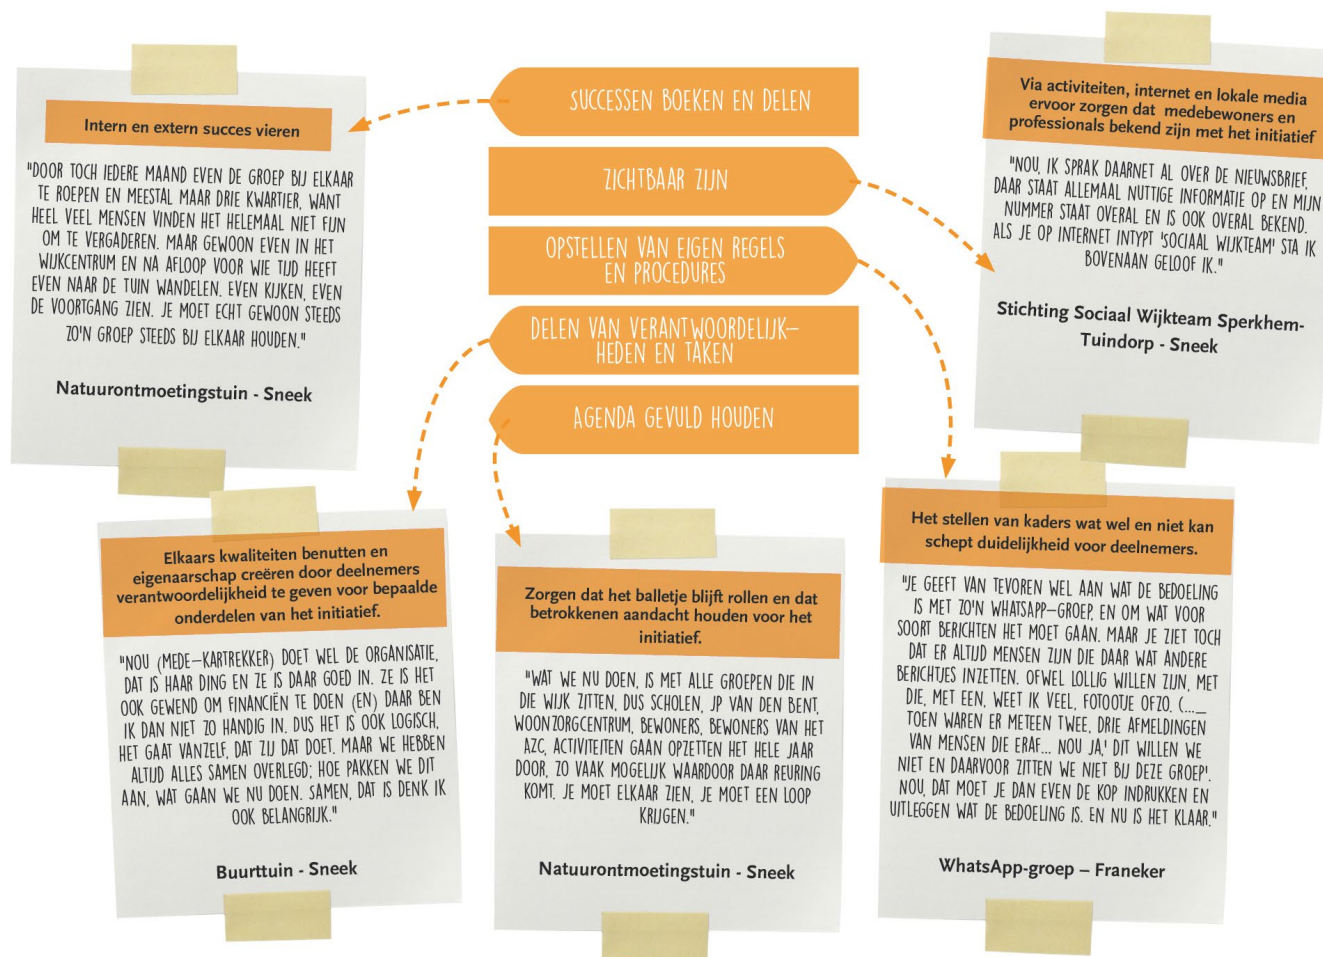 SUCCESSEN BOEKEN EN DELEN
ZICHTBAAR ZIJN
OPSTELLEN VAN EIGEN REGELS
EN PROCEDURES
DELEN VAN VERANTWOORDELIJK-
HEDEN EN TAKEN
AGENDA GEVULD HOUDEN
Intern en extern succes vieren
"DOOR TOCH IEDERE MAAND EVEN DE GROEP BIJ ELKAAR
TE ROEPEN EN MEESTAL MAAR DRIE KWARTIER, WANT
HEEL VEEL MENSEN VINDEN HET HELEMAAL NIET FIJN
OM TE VERGADEREN. MAAR GEWOON EVEN IN HET
WIJKCENTRUM EN NA AFLOOP VOOR WIE TIJD HEEFT
EVEN NAAR DE TUIN WANDELEN. EVEN KIJKEN, EVEN
DE VOORTGANG ZIEN. JE MOET ECHT GEWOON STEEDS
ZO'N GROEP STEEDS BIJ ELKAAR HOUDEN."
Natuurontmoetingstuin - Sneek
Via activiteiten, internet en lokale media
ervoor zorgen dat medebewoners en
professionals bekend zijn met het initiatief
"NOU, IK SPRAK DAARNET AL OVER DE NIEUWSBRIEF,
DAAR STAAT ALLEMAAL NUTTIGE INFORMATIE OP EN MIJN
NUMMER STAAT OVERAL EN IS OOK OVERAL BEKEND.
ALS JE OP INTERNET INTYPT 'SOCIAAL WIJKTEAM' STA IK
BOVENAAN GELOOF IK."
Stichting Sociaal Wijkteam Sperkhem-
Tuindorp - Sneek
Elkaars kwaliteiten benutten en
eigenaarschap creëren door deelnemers
verantwoordelijkheid te geven voor bepaalde
onderdelen van het initiatief.
"NOU (MEDE-KARTREKKER) DOET WEL DE ORGANISATIE,
DAT IS HAAR DING EN ZE IS DAAR GOED IN. ZE IS HET
OOK GEWEND OM FINANCIËN TE DOEN (EN) DAAR BEN
IK DAN NIET ZO HANDIG IN. DUS HET IS OOK LOGISCH,
HET GAAT VANZELF, DAT ZIJ DAT DOET. MAAR WE HEBBEN
ALTIJD ALLES SAMEN OVERLEGD; HOE PAKKEN WE DIT
AAN, WAT GAAN WE NU DOEN. SAMEN, DAT IS DENK IK
OOK BELANGRIJK."
Buurttuin - Sneek
Zorgen dat het balletje blijft rollen en dat
betrokkenen aandacht houden voor het
initiatief.
"WAT WE NU DOEN, IS MET ALLE GROEPEN DIE IN
DIE WIJK ZITTEN, DUS SCHOLEN, JP VAN DEN BENT,
WOONZORGCENTRUM, BEWONERS, BEWONERS VAN HET
AZC, ACTIVITEITEN GAAN OPZETTEN HET HELE JAAR
DOOR, ZO VAAK MOGELIJK WAARDOOR DAAR REURING
KOMT. JE MOET ELKAAR ZIEN, JE MOET EEN LOOP
KRIJGEN."
Natuurontmoetingstuin - Sneek
Het stellen van kaders wat wel en niet kan
schept duidelijkheid voor deelnemers.
"JE GEEFT VAN TEVOREN WEL AAN WAT DE BEDOELING
IS MET ZO'N WHATSAPP-GROEP, EN OM WAT VOOR
SOORT BERICHTEN HET MOET GAAN. MAAR JE ZIET TOCH
DAT ER ALTIJD MENSEN ZIJN DIE DAAR WAT ANDERE
BERICHTJES INZETTEN. OFWEL LOLLIG WILLEN ZIJN, MET
DIE, MET EEN, WEET IK VEEL, FOTOOTJE OFZO. (..._
TOEN WAREN ER METEEN TWEE, DRIE AFMELDINGEN
VAN MENSEN DIE ERAF... NOU JA,' DIT WILLEN WE
NIET EN DAARVOOR ZITTEN WE NIET BIJ DEZE GROEP'.
NOU, DAT MOET JE DAN EVEN DE KOP INDRUKKEN EN
UITLEGGEN WAT DE BEDOELING IS. EN NU IS HET KLAAR."
WhatsApp-groep – Franeker